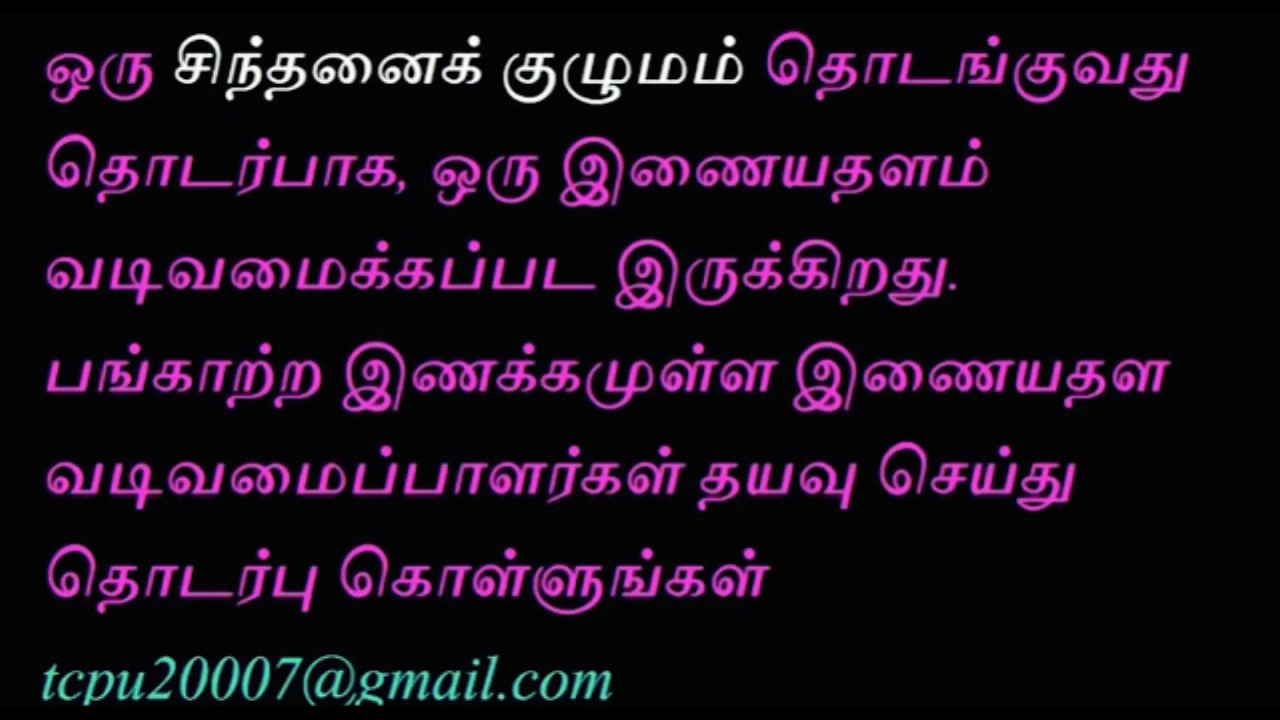 ஒரு சிந்தனைக் குழுமம் தொடங்குவது
தொடர்பாக, ஒரு இணையதளம்
வடிவமைக்கப்பட இருக்கிறது.
பங்காற்ற இணக்கமுள்ள இணையதள
வடிவமைப்பாளர்கள் தயவு செய்து
தொடர்பு கொள்ளுங்கள்
tcpu20007@gmail.com